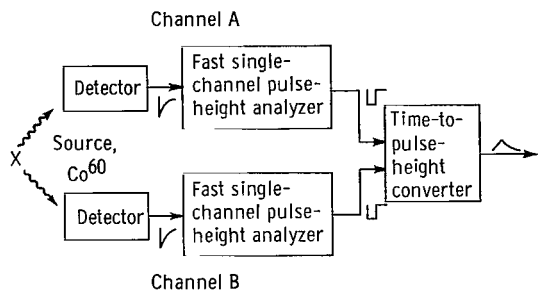 Channel A
Detector
Fast single-
channel pulse-
height analyzer
Source,
Co60
X
Time-to-
pulse-
height
converter
Detector
Fast single-
channel pulse-
height analyzer
Channel B